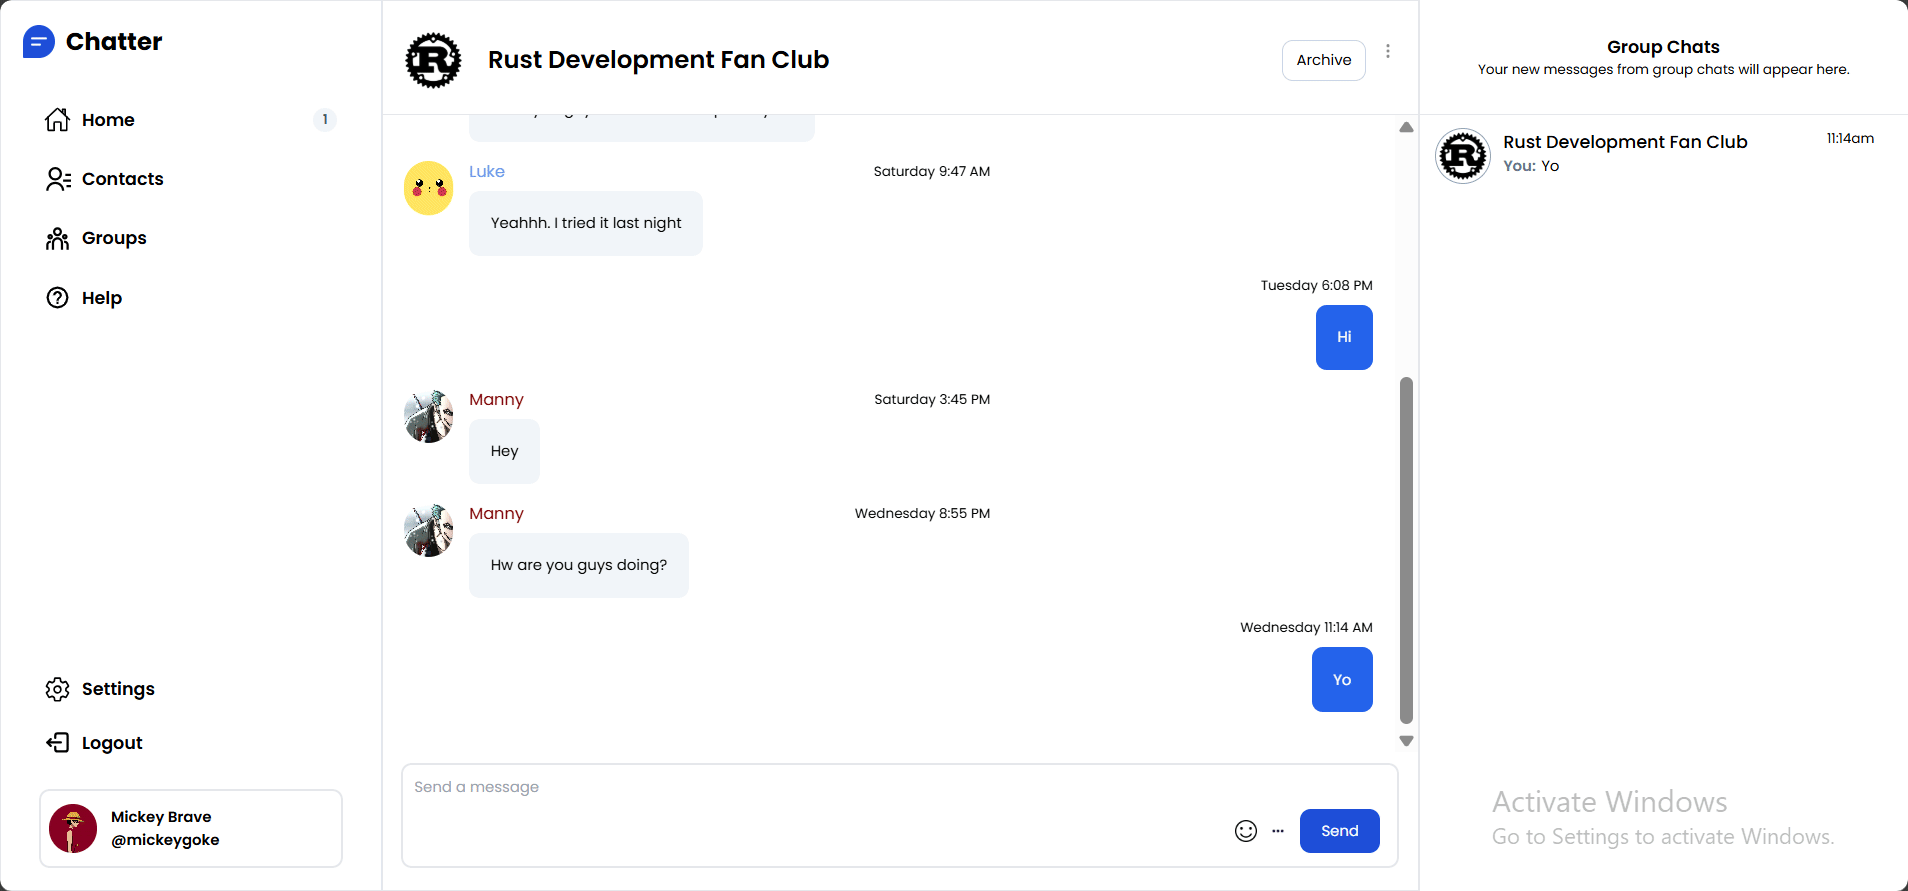 Chatter
Home
1
Contacts
Groups
Help
Settings
Logout
Mickey Brave
@mickeygoke
R
Rust Development Fan Club
Archive
Luke
Saturday 9:47 AM
Yeahhh. I tried it last night
Tuesday 6:08 PM
Hi
Manny
Saturday 3:45 PM
Hey
Manny
Wednesday 8:55 PM
Hw are you guys doing?
Wednesday 11:14 AM
Yo
Send a message
Send
Group Chats
Your new messages from group chats will appear here.
R
Rust Development Fan Club
11:14am
You: Yo
Activate Windows
Go to Settings to activate Windows.